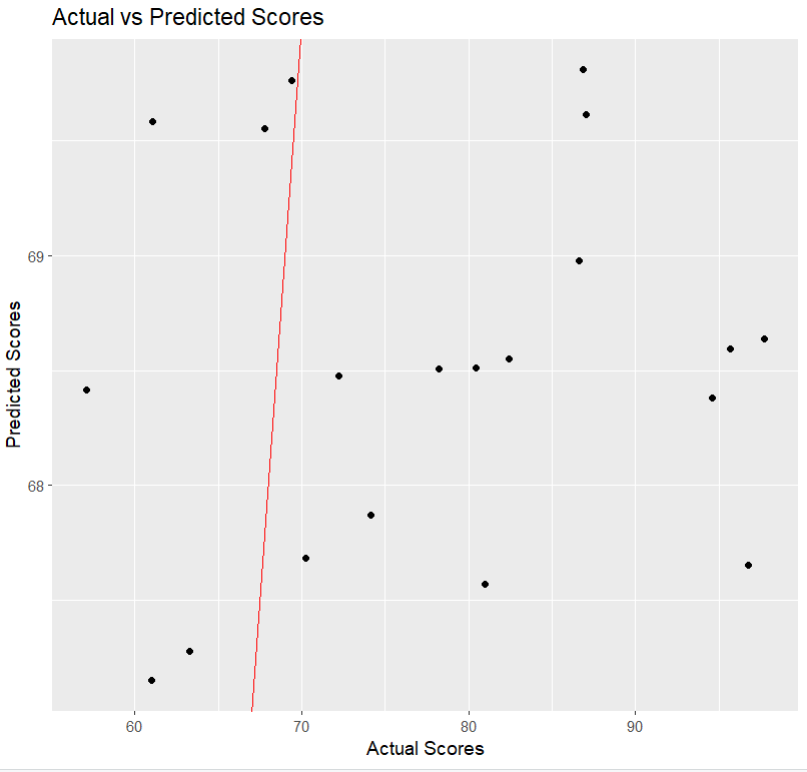 Actual vs Predicted Scores
Predicted Scores
69
68
60 70 80 90
Actual Scores